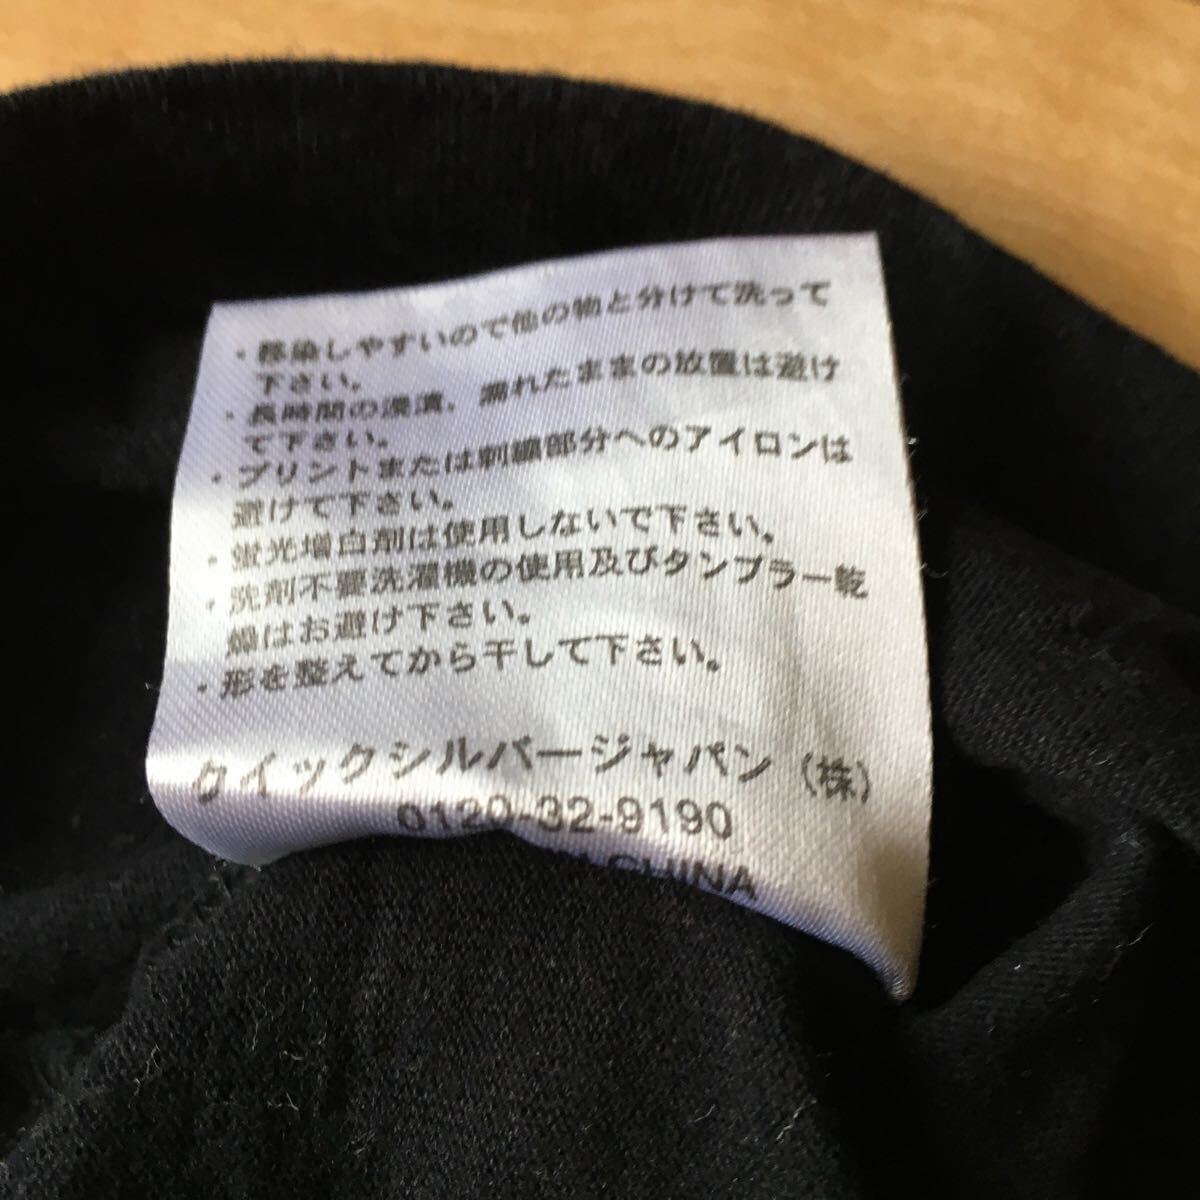 ・移染しやすいので他の物と分けて洗って
下さい。
・長時間の浸漬、濡れたままの放置は避け
て下さい。
・プリントまたは刺繍部分へのアイロンは
避けて下さい。
・蛍光増白剤は使用しないで下さい。
・洗剤不要洗濯機の使用及びタンブラー乾
燥はお避け下さい。
・形を整えてから干して下さい。
クイックシルバージャパン（株）
0120-32-9190
CHINA